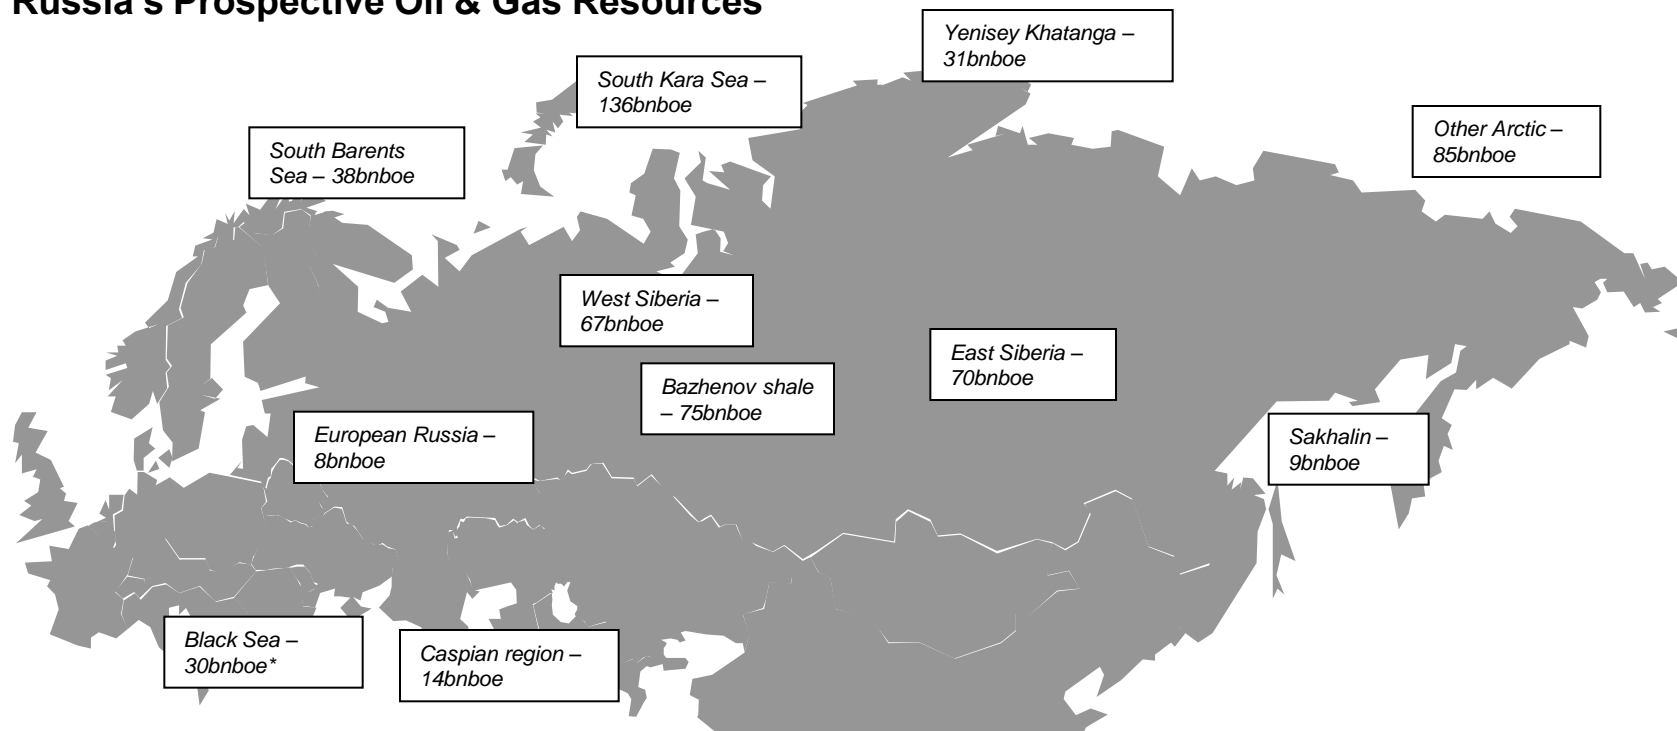 Russia's Prospective Oil & Gas Resources
Yenisey Khatanga –
31bnboe
South Kara Sea –
136bnboe
Other Arctic –
85bnboe
South Barents
Sea – 38bnboe
West Siberia –
67bnboe
East Siberia –
70bnboe
Bazhenov shale
– 75bnboe
European Russia –
8bnboe
Sakhalin –
9bnboe
Black Sea –
30bnboe*
Caspian region –
14bnboe